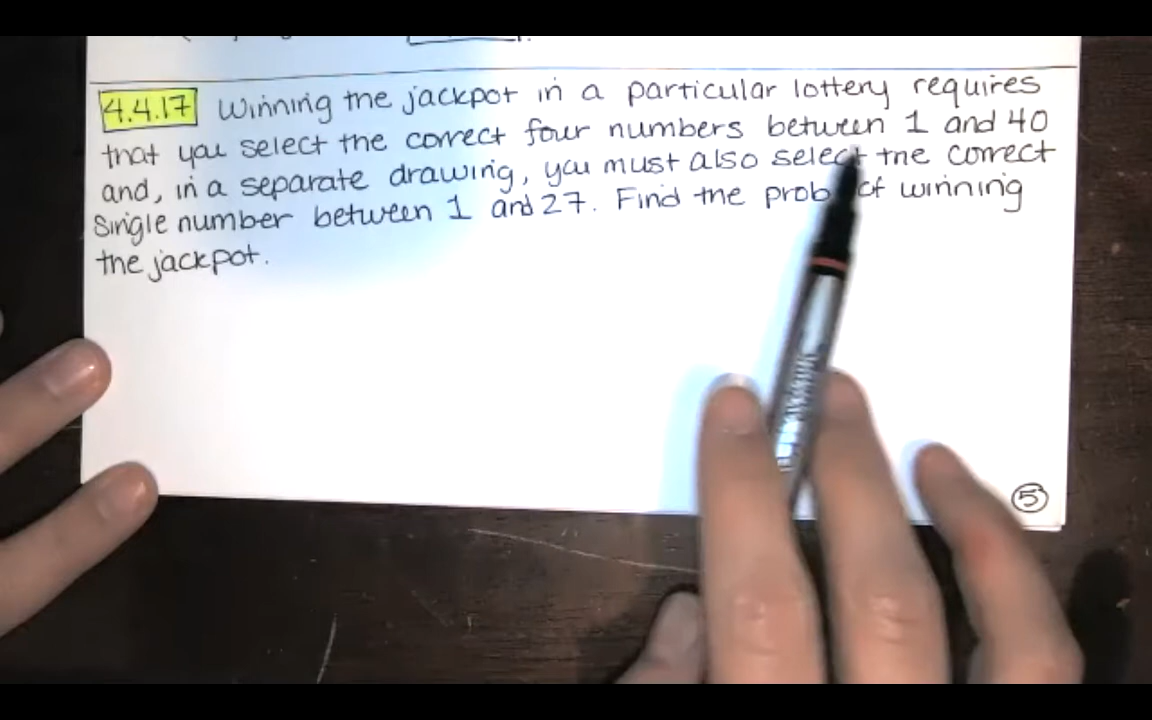 4.4.17 Winning the jackpot in a particular lottery requires
that you select the correct four numbers between 1 and 40
and, in a separate drawing, you must also select the correct
single number between 1 and 27. Find the prob of winning
the jackpot.
5